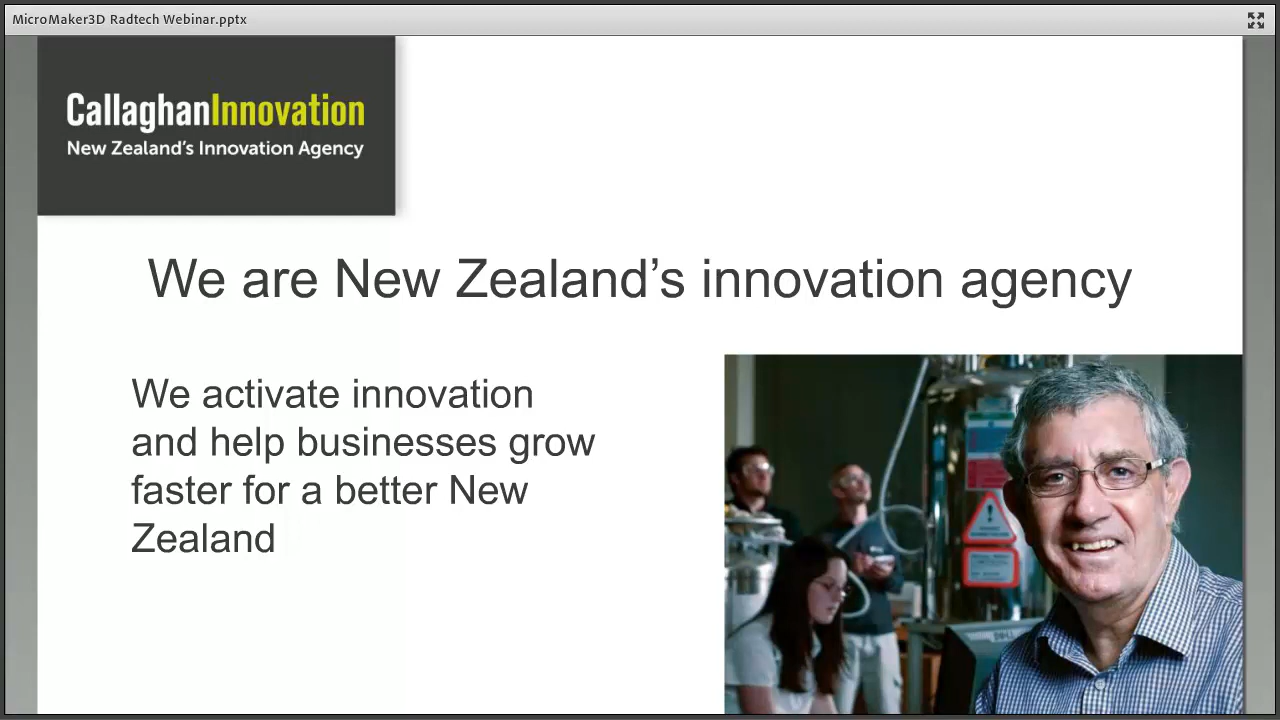 MicroMaker3D Radtech Webinar.pptx
CallaghanInnovation
New Zealand's Innovation Agency
We are New Zealand’s innovation agency
We activate innovation
and help businesses grow
faster for a better New
Zealand